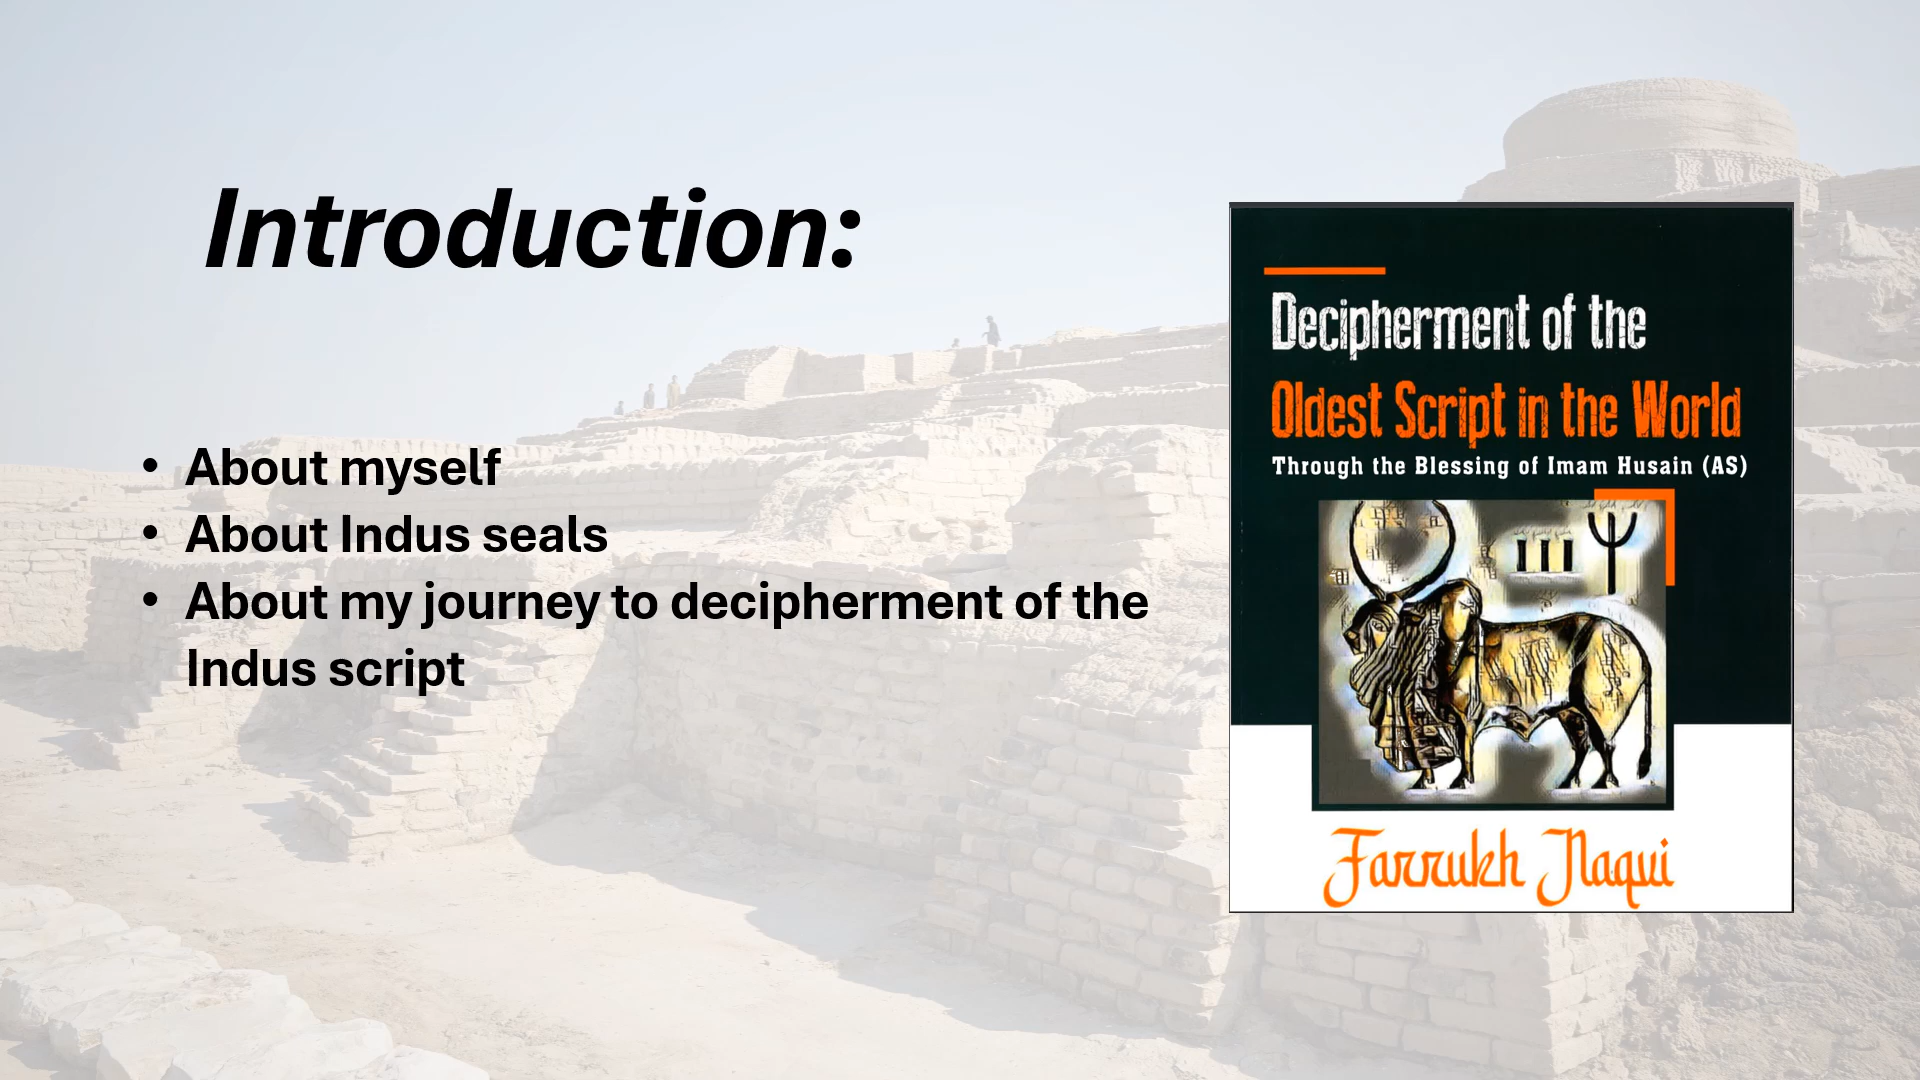 Introduction:
• About myself
• About Indus seals
• About my journey to decipherment of the
Indus script
Decipherment of the
Oldest Script in the World
Through the Blessing of Imam Husain (AS)
Farrukh Naqvi